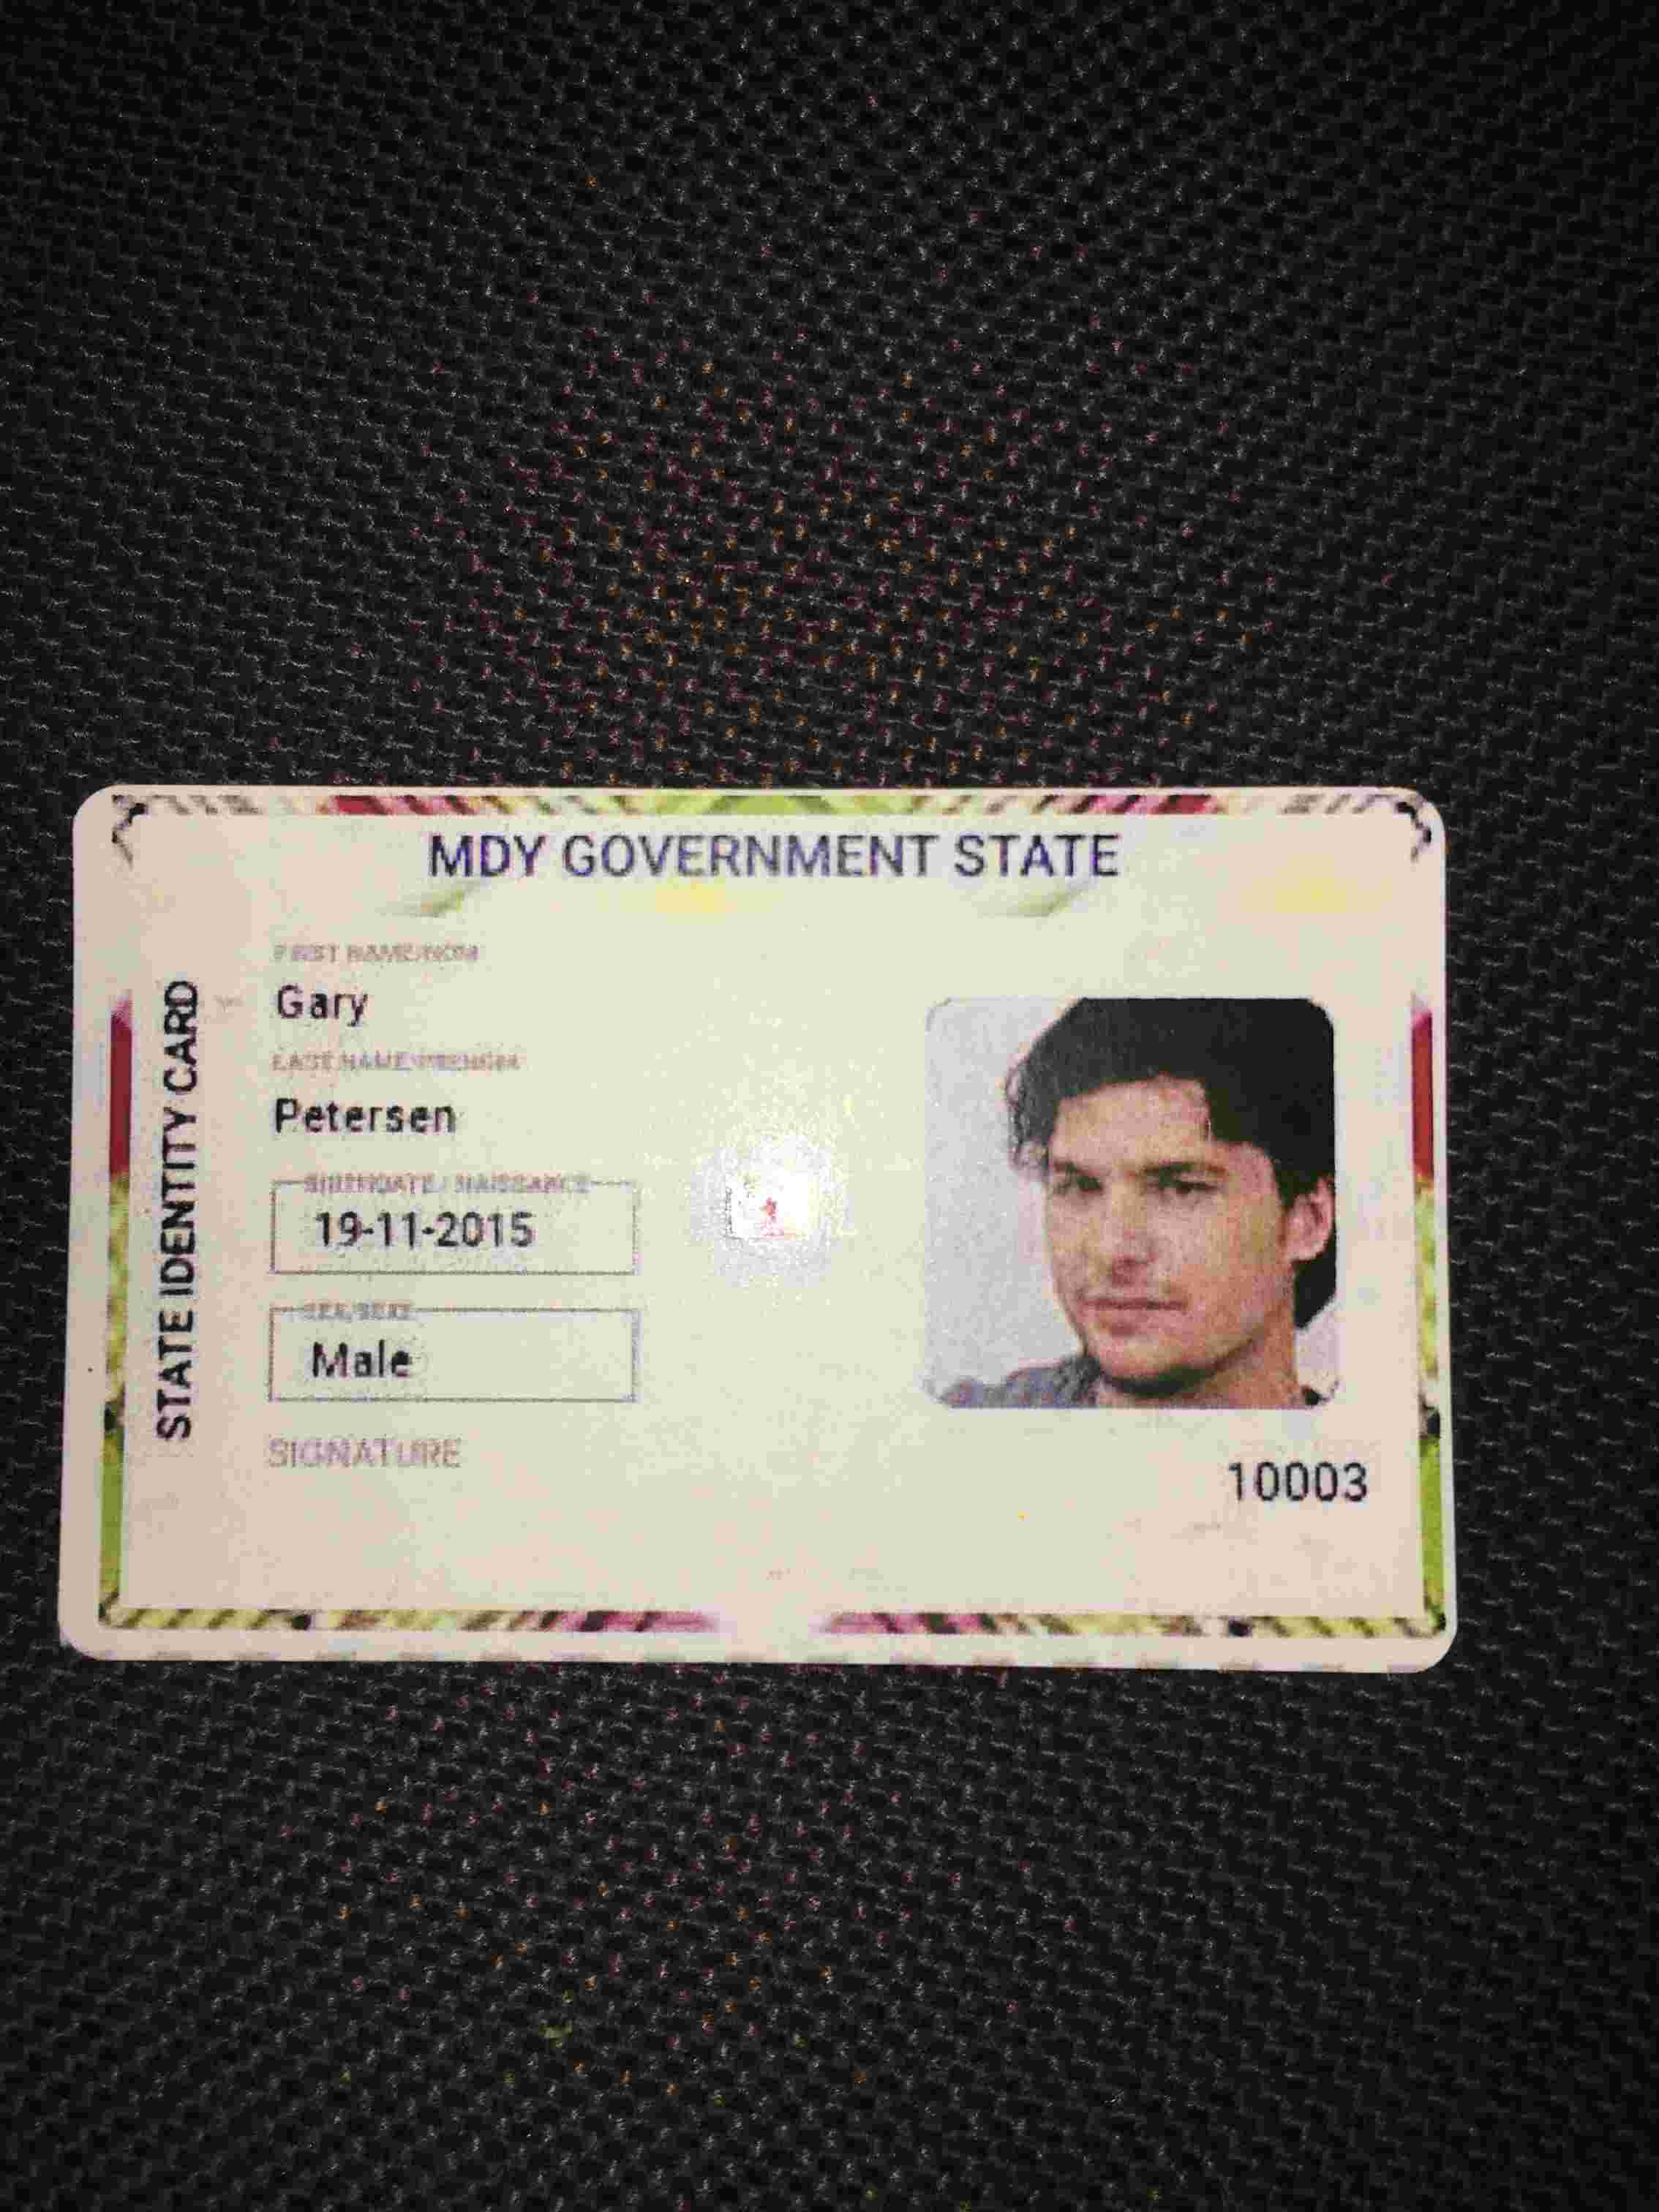 MDY GOVERNMENT STATE
STATE IDENTITY CARD
FIRST NAME/NOM
Gary
LAST NAME/PRENOM
Petersen
BIRTHDATE/ NAISSANCE
19-11-2015
SEX/SEXE
Male
SIGNATURE
10003